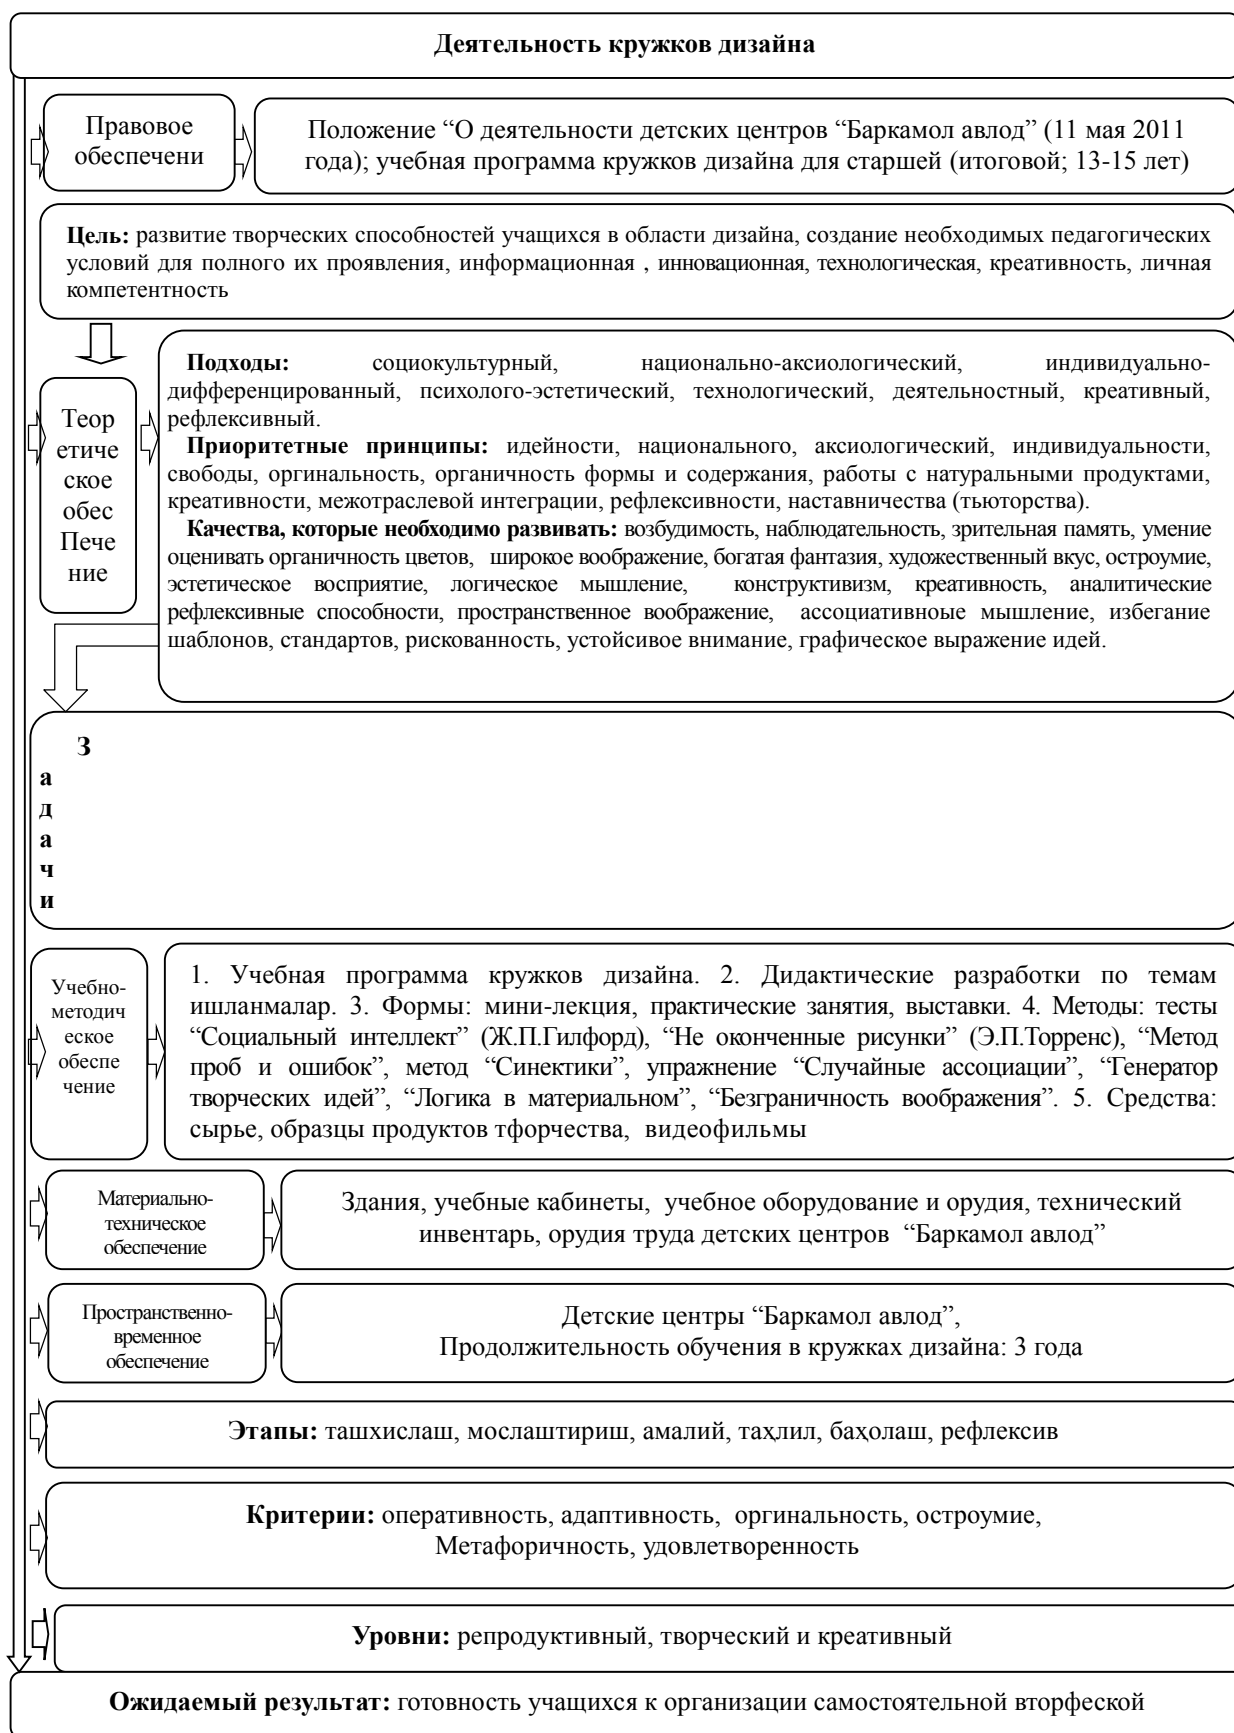 Деятельность кружков дизайна
Правовое
обеспечени
Положение “О деятельности детских центров “Баркамол авлод” (11 мая 2011
года); учебная программа кружков дизайна для старшей (итоговой; 13-15 лет)
Цель: развитие творческих способностей учащихся в области дизайна, создание необходимых педагогических
условий для полного их проявления, информационная , инновационная, технологическая, креативность, личная
компетентность
Теор
етиче
ское
обес
Пече
ние
Подходы: социокультурный, национально-аксиологический, индивидуально-
дифференцированный, психолого-эстетический, технологический, деятельностный, креативный,
рефлексивный.
Приоритетные принципы: идейности, национального, аксиологический, индивидуальности,
свободы, оргинальность, органичность формы и содержания, работы с натуральными продуктами,
креативности, межотраслевой интеграции, рефлексивности, наставничества (тьюторства).
Качества, которые необходимо развивать: возбудимость, наблюдательность, зрительная память, умение
оценивать органичность цветов, широкое воображение, богатая фантазия, художественный вкус, остроумие,
эстетическое восприятие, логическое мышление, конструктивизм, креативность, аналитические
рефлексивные способности, пространственное воображение, ассоциативноые мышление, избегание
шаблонов, стандартов, рискованность, устойсивое внимание, графическое выражение идей.
З
а
д
а
ч
и
Учебно-
методич
еское
обеспе
чение
1. Учебная программа кружков дизайна. 2. Дидактические разработки по темам
ишланмалар. 3. Формы: мини-лекция, практические занятия, выставки. 4. Методы: тесты
“Социальный интеллект” (Ж.П.Гилфорд), “Не оконченные рисунки” (Э.П.Торренс), “Метод
проб и ошибок”, метод “Синектики”, упражнение “Случайные ассоциации”, “Генератор
творческих идей”, “Логика в материальном”, “Безграничность воображения”. 5. Средства:
сырье, образцы продуктов тфорчества, видеофильмы
Материально-
техническое
обеспечение
Здания, учебные кабинеты, учебное оборудование и орудия, технический
инвентарь, орудия труда детских центров “Баркамол авлод”
Пространственно-
временное
обеспечение
Детские центры “Баркамол авлод”,
Продолжительность обучения в кружках дизайна: 3 года
Этапы: ташхислаш, мослаштириш, амалий, таҳлил, баҳолаш, рефлексив
Критерии: оперативность, адаптивность, оргинальность, остроумие,
Метафоричность, удовлетворенность
Уровни: репродуктивный, творческий и креативный
Ожидаемый результат: готовность учащихся к организации самостоятельной вторфеской